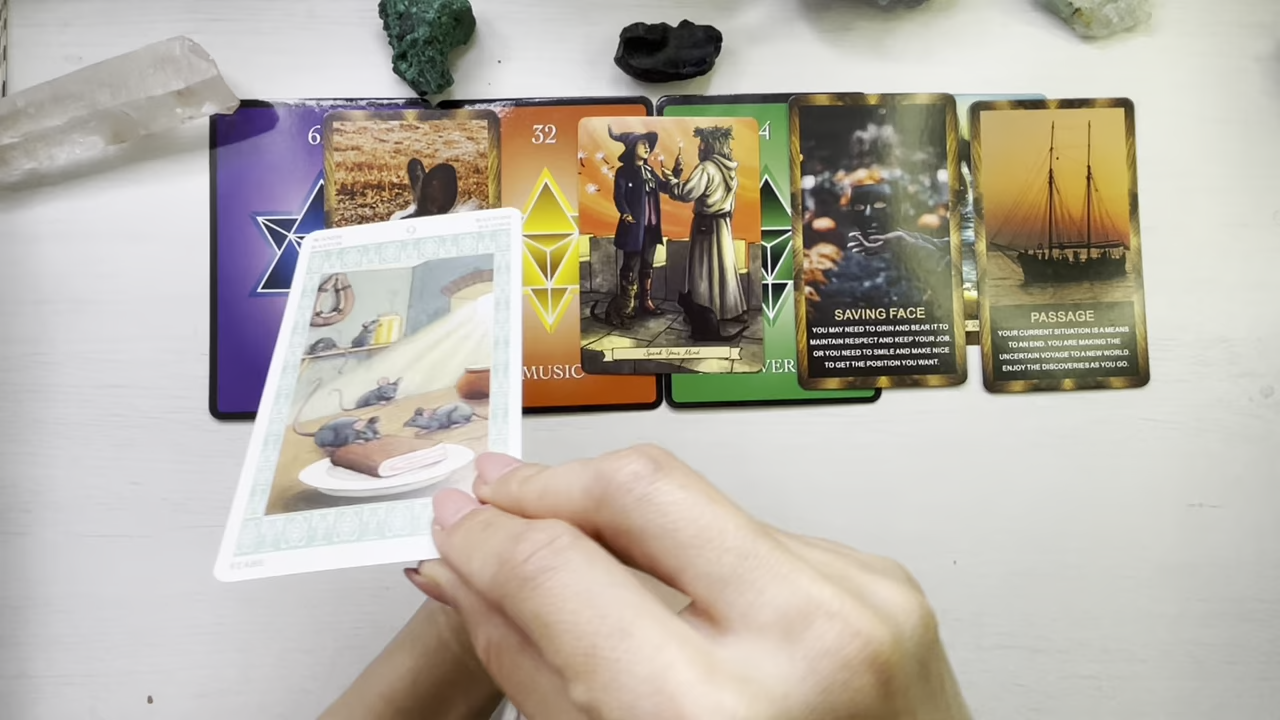 6
32
4
MUSIC
VER
Speak Your Mind
SAVING FACE
YOU MAY NEED TO GRIN AND BEAR IT TO
MAINTAIN RESPECT AND KEEP YOUR JOB.
OR YOU NEED TO SMILE AND MAKE NICE
TO GET THE POSITION YOU WANT.
PASSAGE
YOUR CURRENT SITUATION IS A MEANS
TO AN END. YOU ARE MAKING THE
UNCERTAIN VOYAGE TO A NEW WORLD.
ENJOY THE DISCOVERIES AS YOU GO.
9